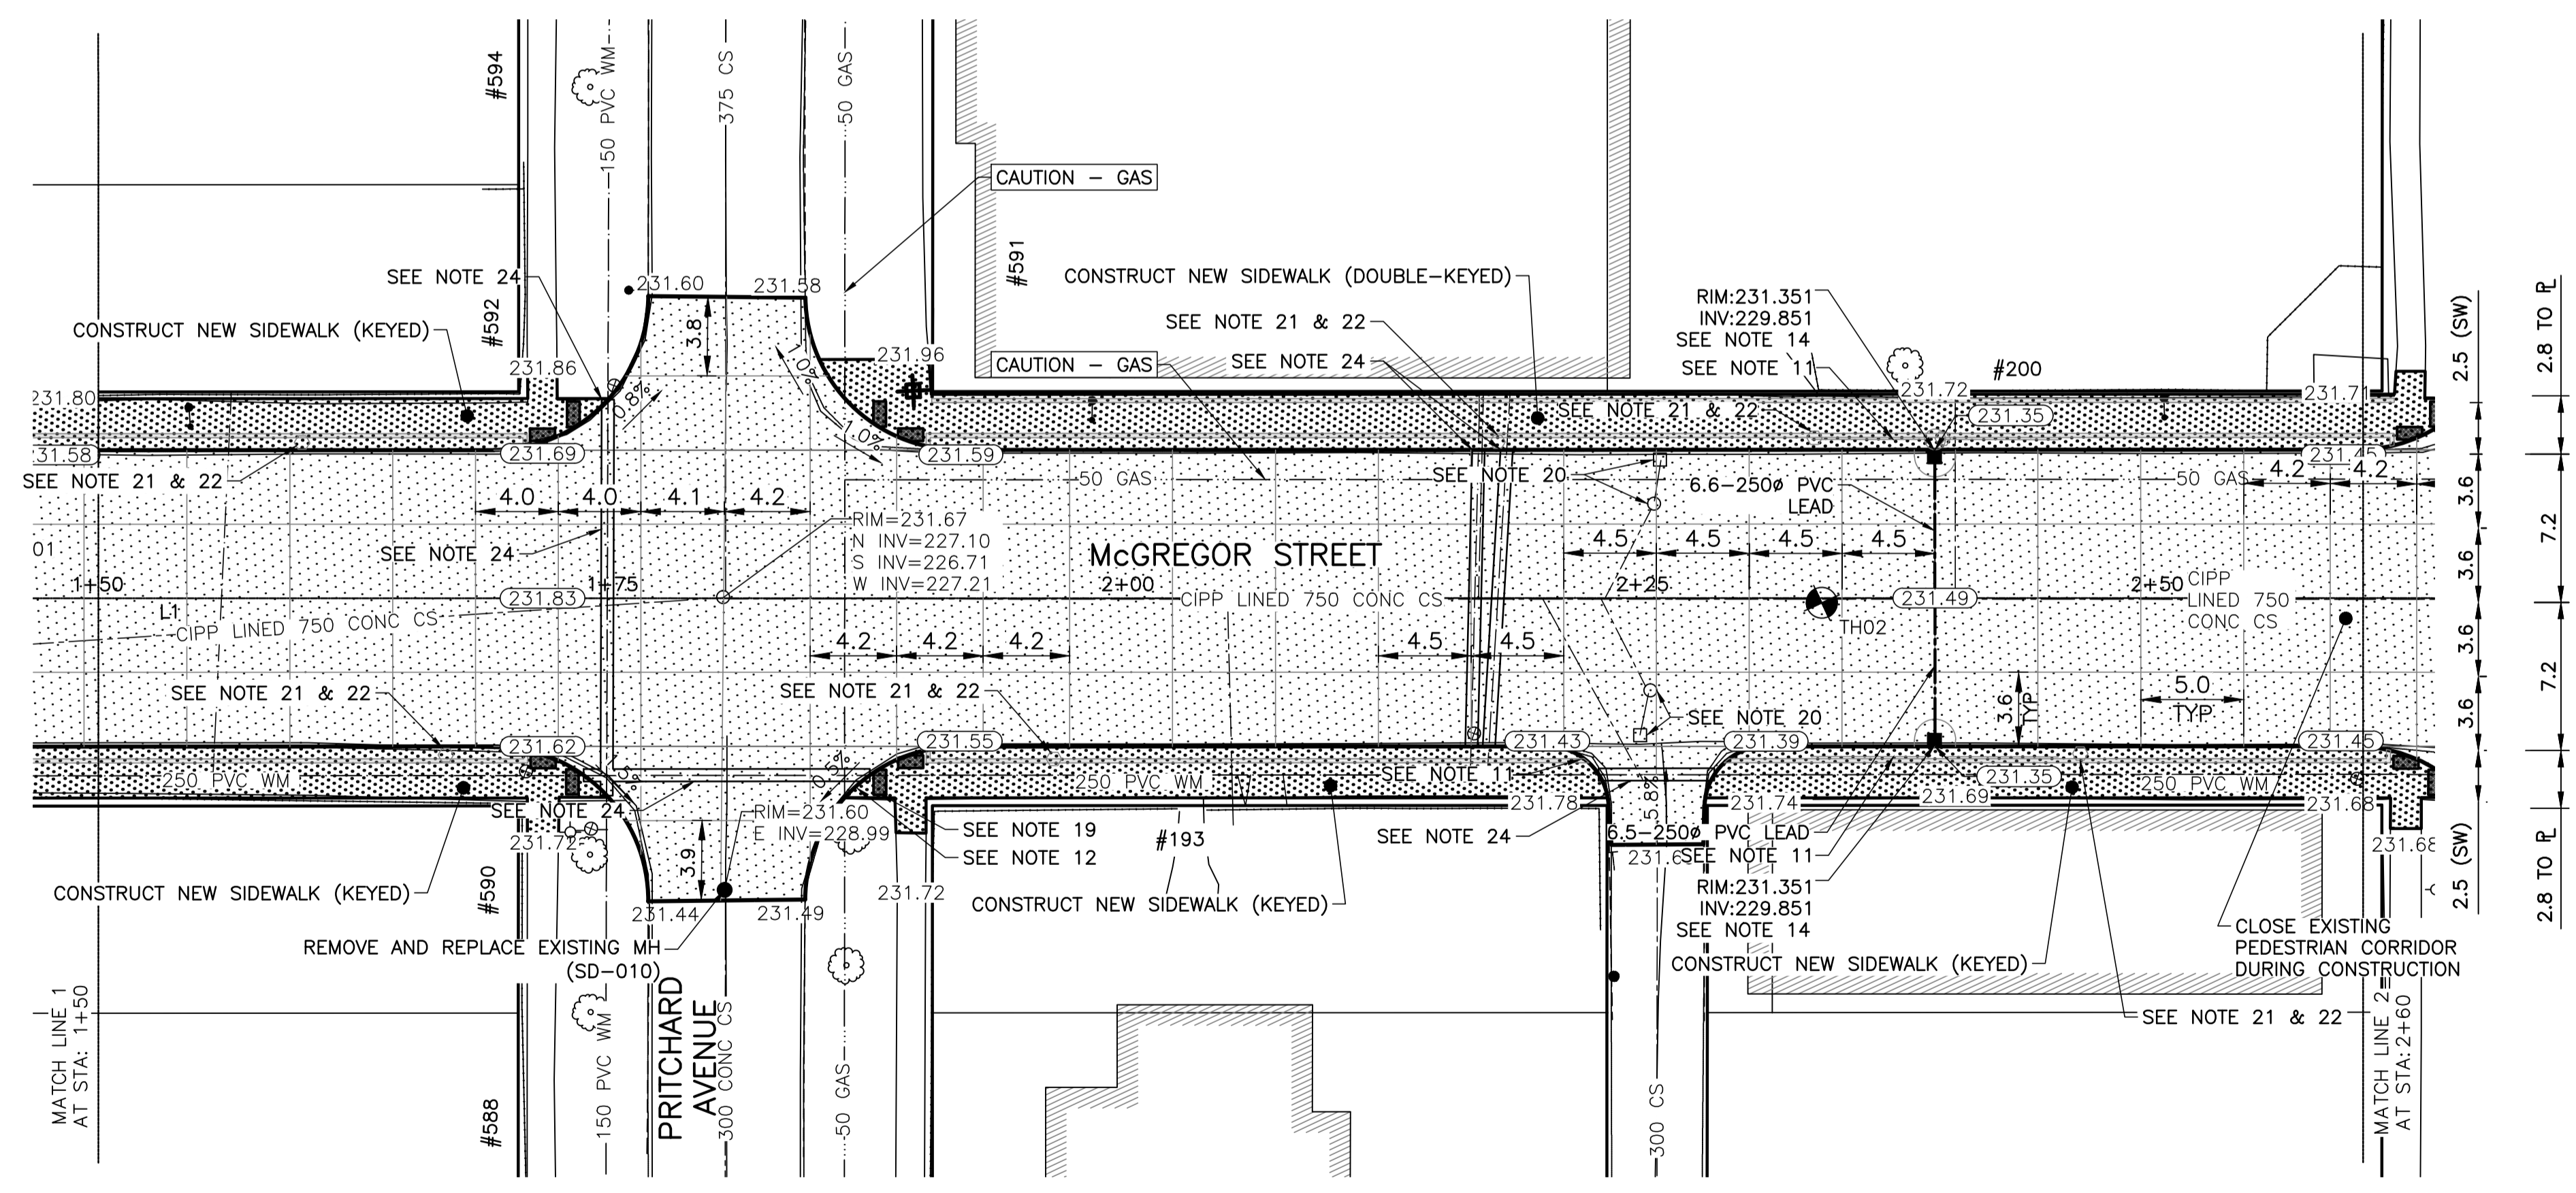 #594
150 PVC WM
375 CS
50 GAS
CAUTION – GAS
#591
SEE NOTE 24
231.60
231.58
CONSTRUCT NEW SIDEWALK (DOUBLE–KEYED)
RIM:231.351
INV:229.851
SEE NOTE 14
SEE NOTE 11
2.5 (SW)
2.8 TO PL
CONSTRUCT NEW SIDEWALK (KEYED)
#592
3.8
SEE NOTE 21 & 22
231.86
1.0%
231.96
CAUTION – GAS
SEE NOTE 24
#200
231.80
0.8%
231.72
231.71
SEE NOTE 21 & 22
231.35
1.0%
31.58
231.69
231.59
231.45
SEE NOTE 21 & 22
50 GAS
SEE NOTE 20
6.6–250ø PVC
LEAD
50 GAS
4.2
4.2
4.0
4.0
4.1
4.2
3.6
RIM=231.67
N INV=227.10
S INV=226.71
W INV=227.21
SEE NOTE 24
McGREGOR STREET
4.5
4.5
4.5
4.5
7.2
01
1+50
231.83
1+75
2+00
2+25
2+50
3.6
L1
CIPP LINED 750 CONC CS
CIPP LINED 750 CONC CS
231.49
CIPP
LINED 750
CONC CS
TH02
4.2
4.2
4.2
4.5
4.5
3.6
7.2
SEE NOTE 21 & 22
SEE NOTE 21 & 22
5.0
TYP
3.6
TYP
3.6
SEE NOTE 20
231.62
231.55
231.43
231.39
231.45
250 PVC WM
0.5%
250 PVC WM
SEE NOTE 11
231.35
250 PVC WM
SEE NOTE 24
RIM=231.60
E INV=228.99
231.78
5.8%
231.74
231.69
231.68
231.72
SEE NOTE 19
SEE NOTE 12
#193
SEE NOTE 24
6.5–250ø PVC LEAD
SEE NOTE 11
231.68
3.9
2.5 (SW)
2.8 TO PL
CONSTRUCT NEW SIDEWALK (KEYED)
#590
231.72
CONSTRUCT NEW SIDEWALK (KEYED)
RIM:231.351
INV:229.851
SEE NOTE 14
231.44
231.49
CLOSE EXISTING
PEDESTRIAN CORRIDOR
DURING CONSTRUCTION
REMOVE AND REPLACE EXISTING MH
(SD–010)
CONSTRUCT NEW SIDEWALK (KEYED)
SEE NOTE 21 & 22
MATCH LINE 1
AT STA: 1+50
#588
150 PVC WM
PRITCHARD
AVENUE
300 CONC CS
50 GAS
300 CS
MATCH LINE 2
AT STA: 2+60